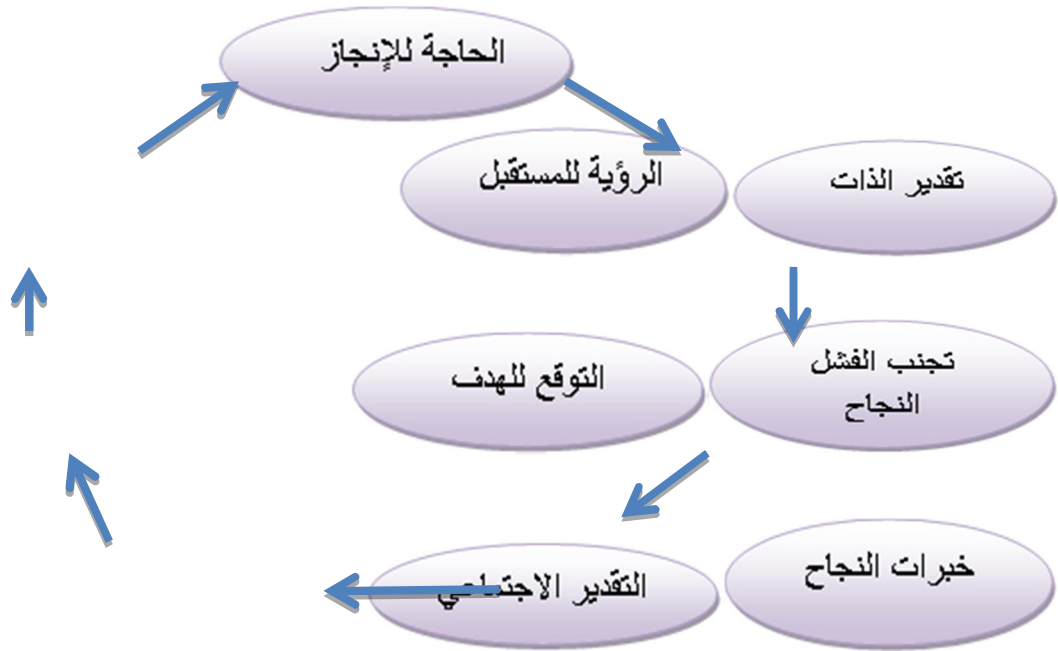 الحاجة للإنجاز
تقدير الذات
الرؤية للمستقبل
تجنب الفشل
النجاح
التوقع للهدف
خبرات النجاح
التقدير الاجتماعي